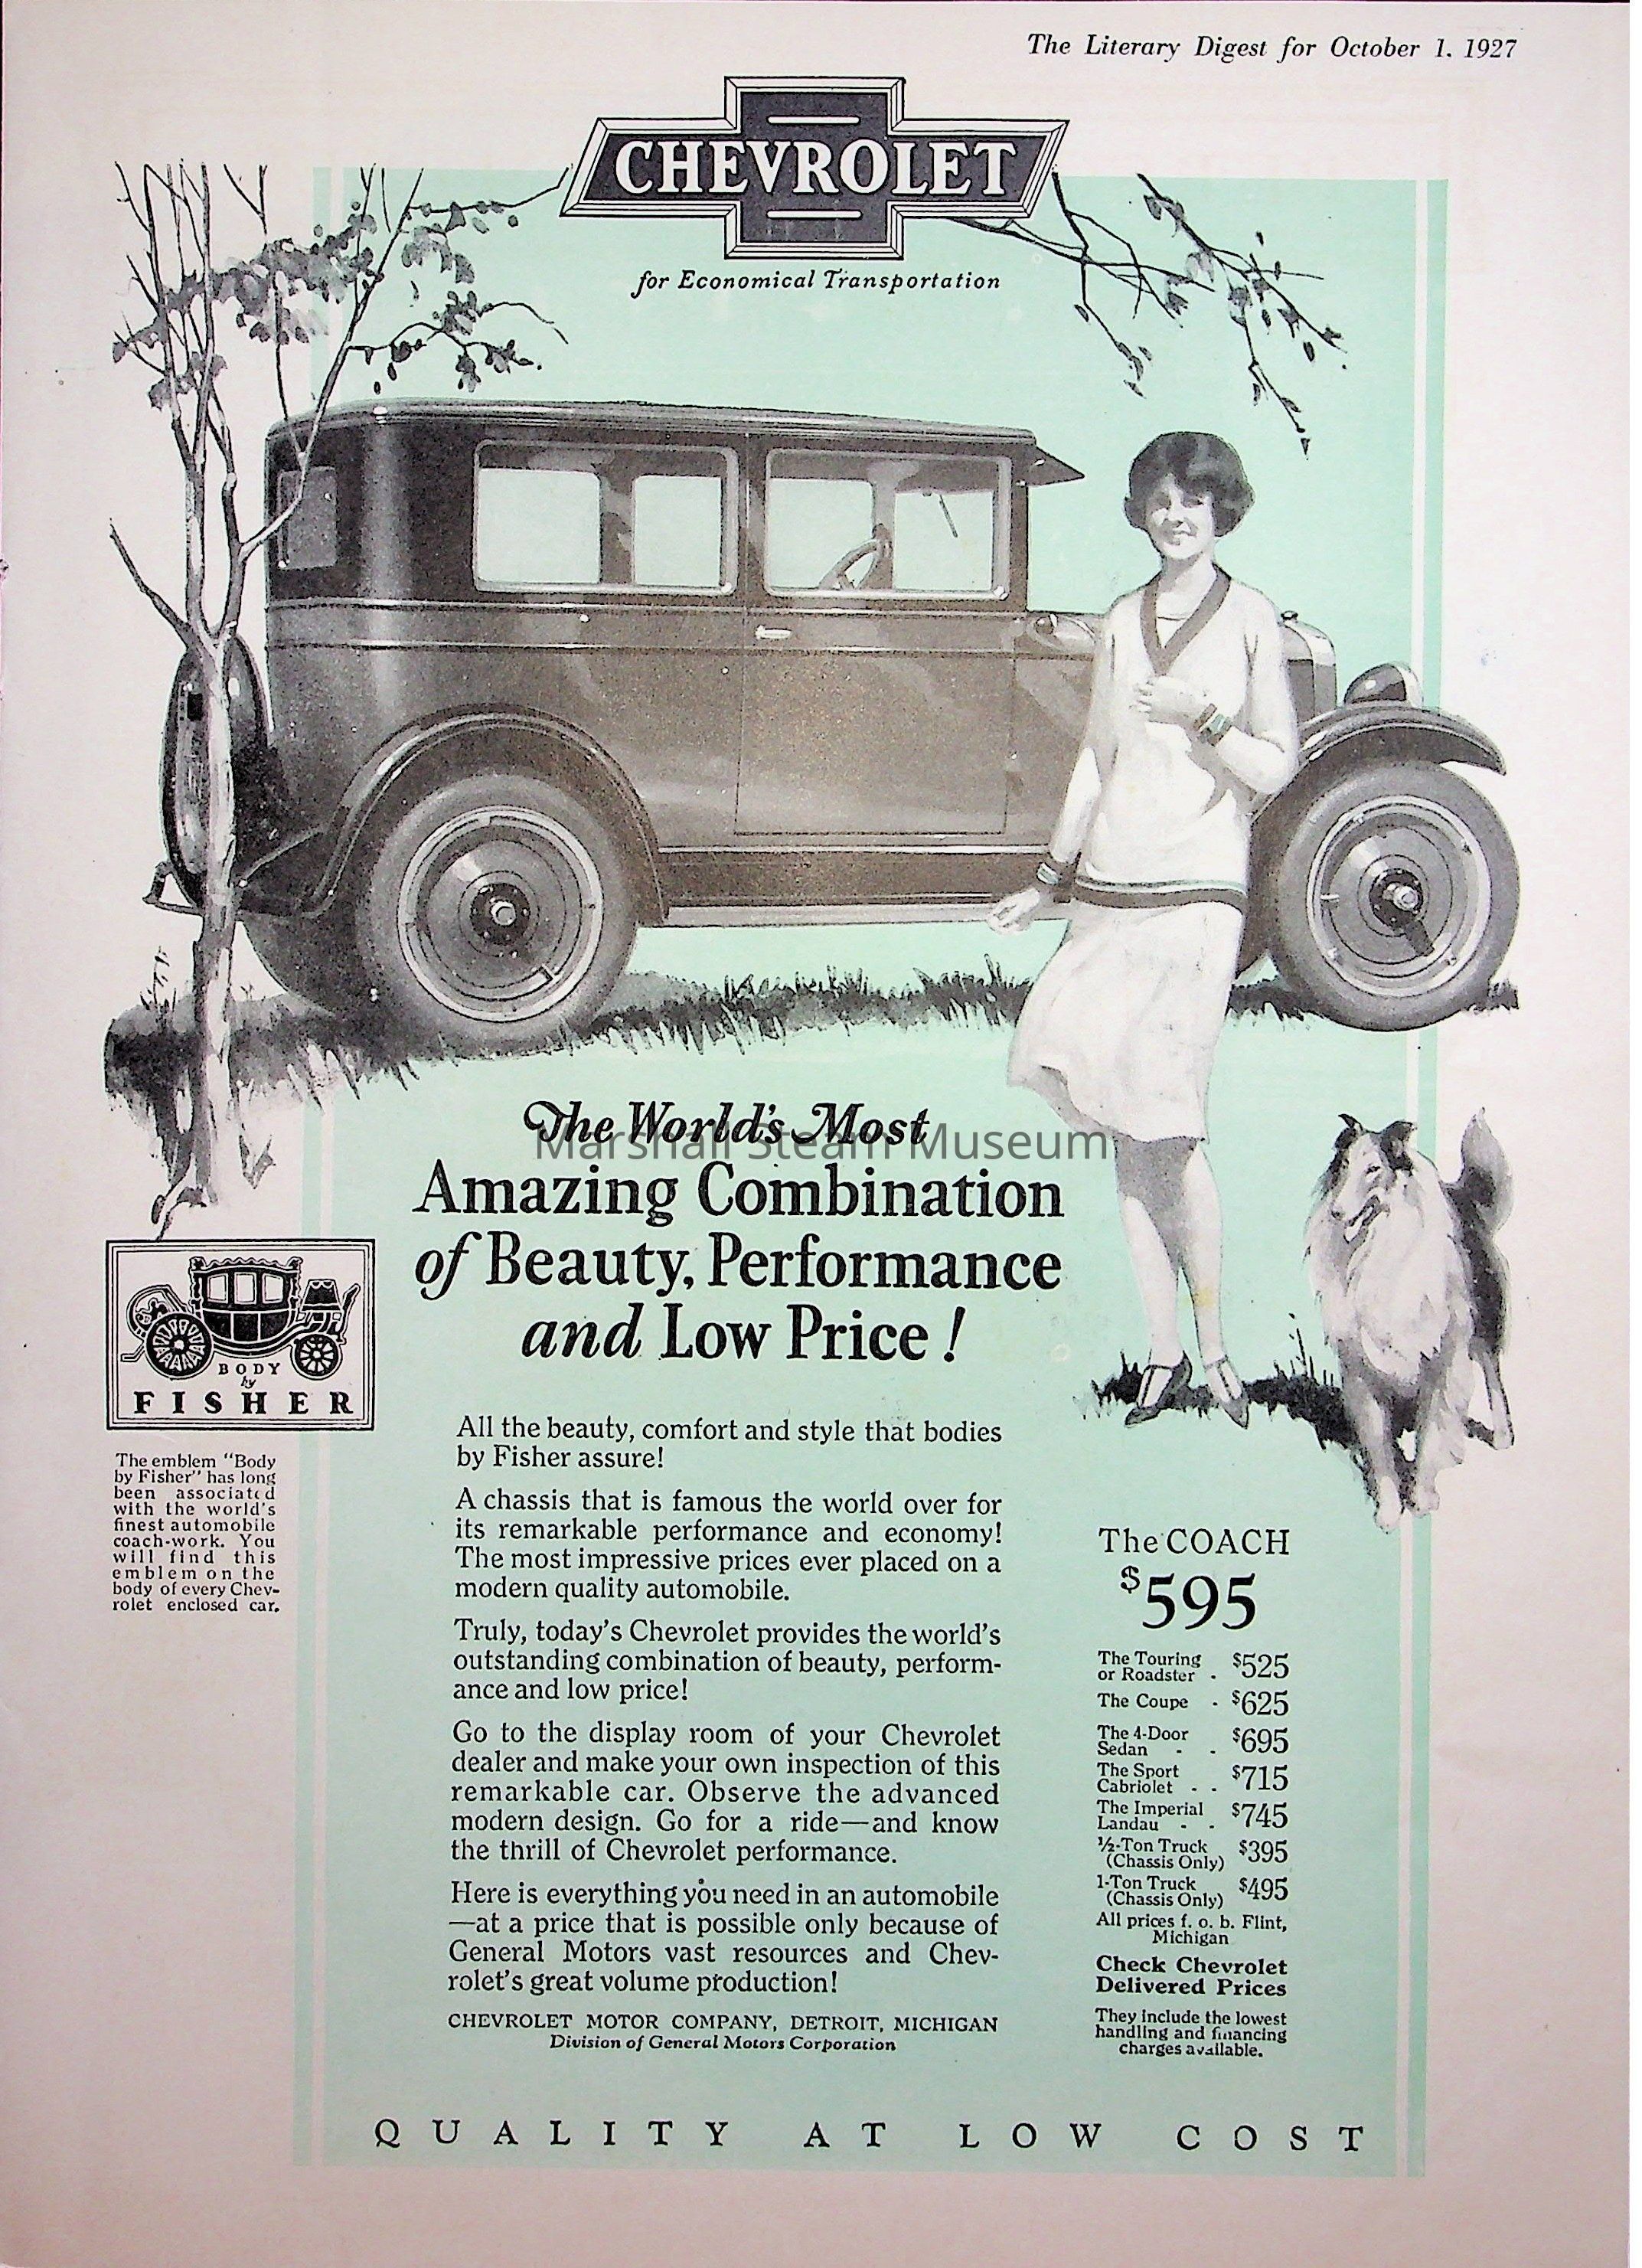 The Literary Digest for October 1, 1927
CHEVROLET
for Economical Transportation
The World's Most
Marshall Steam Museum
Amazing Combination
of Beauty, Performance
and Low Price!
BODY
by
FISHER
The emblem "Body
by Fisher" has long
been associated
with the world's
finest automobile
coach-work. You
will find this
emblem on the
body of every Chev-
rolet enclosed car.
All the beauty, comfort and style that bodies
by Fisher assure!
A chassis that is famous the world over for
its remarkable performance and economy!
The most impressive prices ever placed on a
modern quality automobile.
Truly, today's Chevrolet provides the world's
outstanding combination of beauty, perform-
ance and low price!
Go to the display room of your Chevrolet
dealer and make your own inspection of this
remarkable car. Observe the advanced
modern design. Go for a ride—and know
the thrill of Chevrolet performance.
Here is everything you need in an automobile
—at a price that is possible only because of
General Motors vast resources and Chev-
rolet's great volume production!
CHEVROLET MOTOR COMPANY, DETROIT, MICHIGAN
Division of General Motors Corporation
The COACH
$595
The Touring
or Roadster - $525
The Coupe - $625
The 4-Door
Sedan - - $695
The Sport
Cabriolet - - $715
The Imperial
Landau - - $745
½-Ton Truck
(Chassis Only) $395
1-Ton Truck
(Chassis Only) $495
All prices f. o. b. Flint,
Michigan
Check Chevrolet
Delivered Prices
They include the lowest
handling and financing
charges available.
QUALITY AT LOW COST